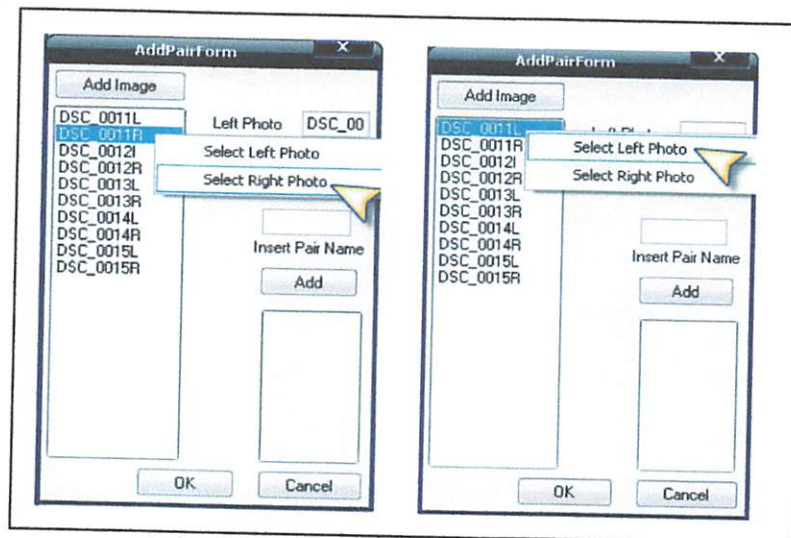 AddPairForm
X
Add Image
DSC_0011L
DSC_0011R
DSC_0012I
DSC_0012R
DSC_0013L
DSC_0013R
DSC_0014L
DSC_0014R
DSC_0015L
DSC_0015R
Left Photo DSC_00
Select Left Photo
Select Right Photo
Insert Pair Name
Add
OK
Cancel
AddPairForm
X
Add Image
DSC_0011L
DSC_0011R
DSC_0012I
DSC_0012R
DSC_0013L
DSC_0013R
DSC_0014L
DSC_0014R
DSC_0015L
DSC_0015R
Select Left Photo
Select Right Photo
Insert Pair Name
Add
OK
Cancel